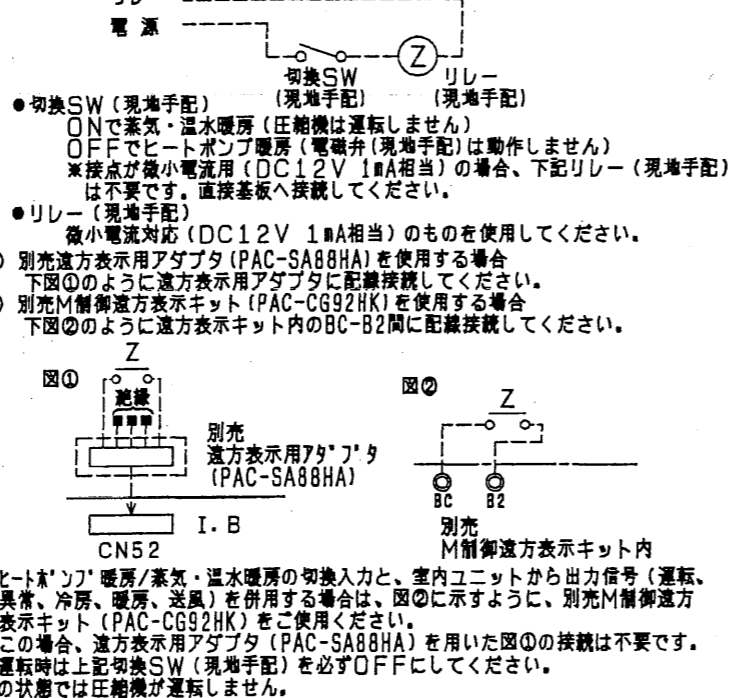 リレー
電源
Z
切換SW
(現地手配)
リレー
(現地手配)
●切換SW(現地手配)
ONで蒸気・温水暖房(圧縮機は運転しません)
OFFでヒートポンプ暖房(電磁弁(現地手配)は動作しません)
※接点が微小電流用(DC12V 1mA相当)の場合、下記リレー(現地手配)
は不要です。直接基板へ接続してください。
●リレー(現地手配)
微小電流対応(DC12V 1mA相当)のものを使用してください。
)別売遠方表示用アダプタ(PAC-SA88HA)を使用する場合
下図①のように遠方表示用アダプタに配線接続してください。
)別売M制御遠方表示キット(PAC-CG92HK)を使用する場合
下図②のように遠方表示キット内のBC-B2間に配線接続してください。
図①
Z
絶縁
別売
遠方表示用アダプタ
(PAC-SA88HA)
I.B
CN52
図②
Z
BC B2
別売
M制御遠方表示キット内
ヒートポンプ暖房/蒸気・温水暖房の切換入力と、室内ユニットから出力信号(運転、
異常、冷房、暖房、送風)を併用する場合は、図②に示すように、別売M制御遠方
表示キット(PAC-CG92HK)をご使用ください。
この場合、遠方表示用アダプタ(PAC-SA88HA)を用いた図①の接続は不要です。
運転時は上記切換SW(現地手配)を必ずOFFにしてください。
の状態では圧縮機が運転しません。